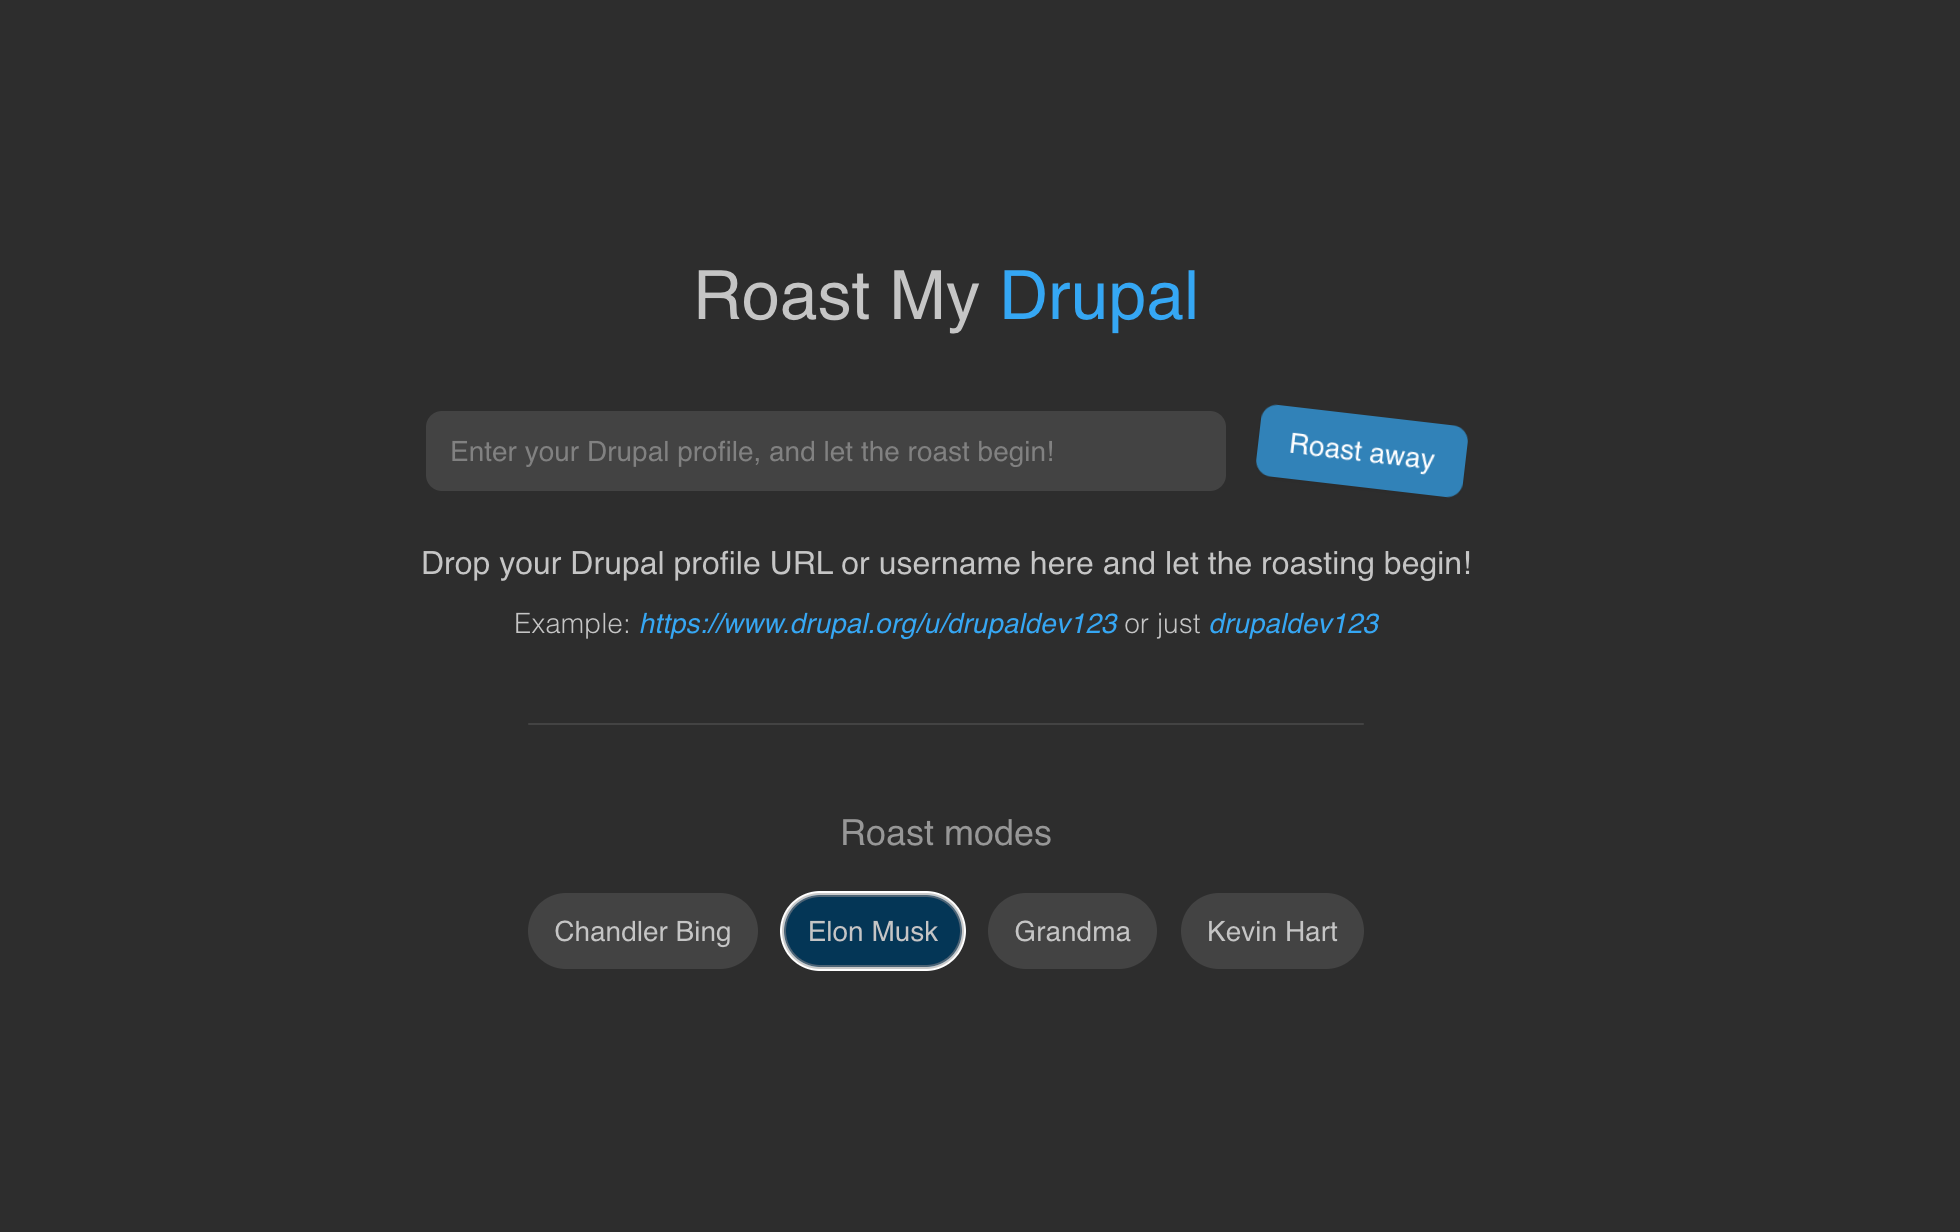 Roast My Drupal
Enter your Drupal profile, and let the roast begin!
Roast away
Drop your Drupal profile URL or username here and let the roasting begin!
Example: https://www.drupal.org/u/drupaldev123 or just drupaldev123
Roast modes
Chandler Bing
Elon Musk
Grandma
Kevin Hart